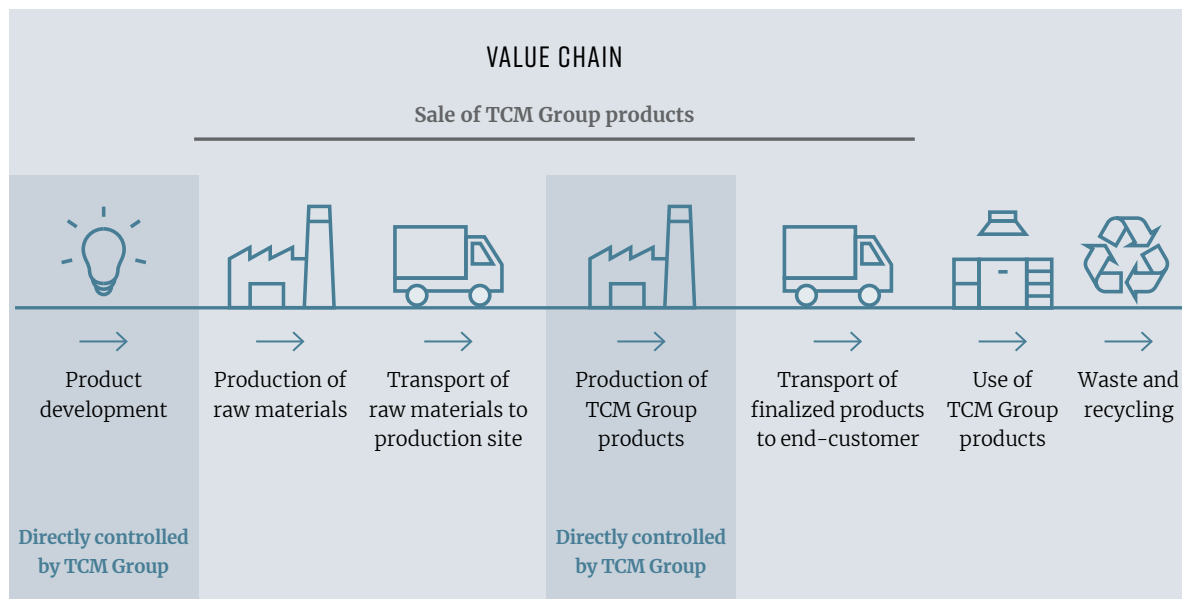 VALUE CHAIN
Sale of TCM Group products
Product
development
Production of
raw materials
Transport of
raw materials to
production site
Production of
TCM Group
products
Transport of
finalized products
to end-customer
Use of
TCM Group
products
Waste and
recycling
Directly controlled
by TCM Group
Directly controlled
by TCM Group